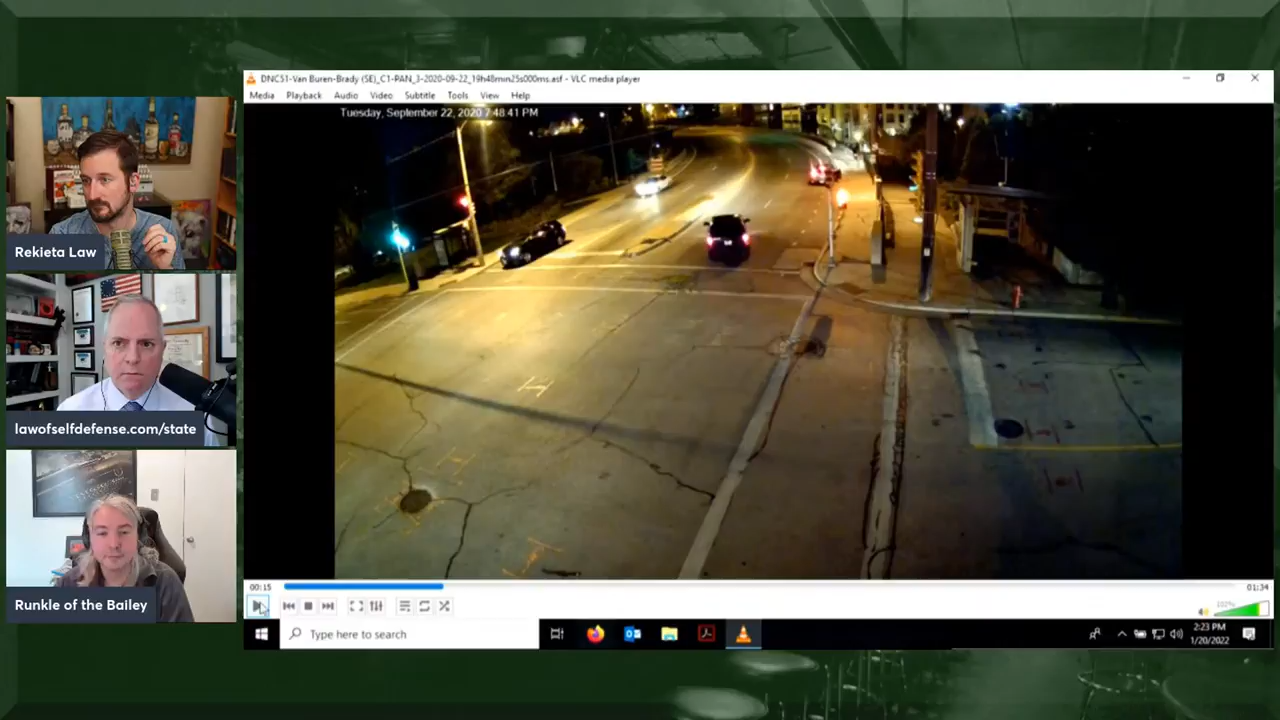 DNC51-Van Buren-Brady (SE)_C1-PAN_3-2020-09-22_19h48min25s000ms.asf - VLC media player
Media Playback Audio Video Subtitle Tools View Help
Tuesday, September 22, 2020 7:48:41 PM
Rekieta Law
lawofselfdefense.com/state
Runkle of the Bailey
00:15
01:34
100%
Type here to search
2:23 PM
1/20/2022